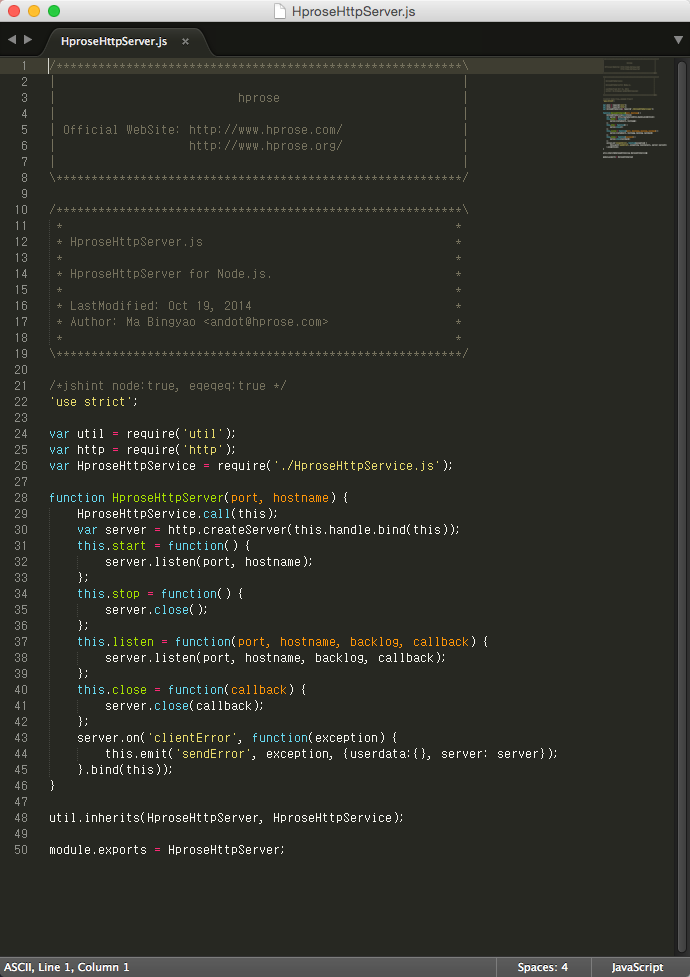 HproseHttpServer.js
HproseHttpServer.js ×
1 /**********************************************************\
2 |                                                          |
3 |                          hprose                          |
4 |                                                          |
5 | Official WebSite: http://www.hprose.com/                 |
6 |                   http://www.hprose.org/                 |
7 |                                                          |
8 \**********************************************************/
9
10 /**********************************************************\
11  *                                                        *
12  * HproseHttpServer.js                                    *
13  *                                                        *
14  * HproseHttpServer for Node.js.                          *
15  *                                                        *
16  * LastModified: Oct 19, 2014                             *
17  * Author: Ma Bingyao <andot@hprose.com>                  *
18  *                                                        *
19 \**********************************************************/
20
21 /*jshint node:true, eqeqeq:true */
22 'use strict';
23
24 var util = require('util');
25 var http = require('http');
26 var HproseHttpService = require('./HproseHttpService.js');
27
28 function HproseHttpServer(port, hostname) {
29     HproseHttpService.call(this);
30     var server = http.createServer(this.handle.bind(this));
31     this.start = function() {
32         server.listen(port, hostname);
33     };
34     this.stop = function() {
35         server.close();
36     };
37     this.listen = function(port, hostname, backlog, callback) {
38         server.listen(port, hostname, backlog, callback);
39     };
40     this.close = function(callback) {
41         server.close(callback);
42     };
43     server.on('clientError', function(exception) {
44         this.emit('sendError', exception, {userdata:{}, server: server});
45     }.bind(this));
46 }
47
48 util.inherits(HproseHttpServer, HproseHttpService);
49
50 module.exports = HproseHttpServer;
ASCII, Line 1, Column 1 Spaces: 4 JavaScript